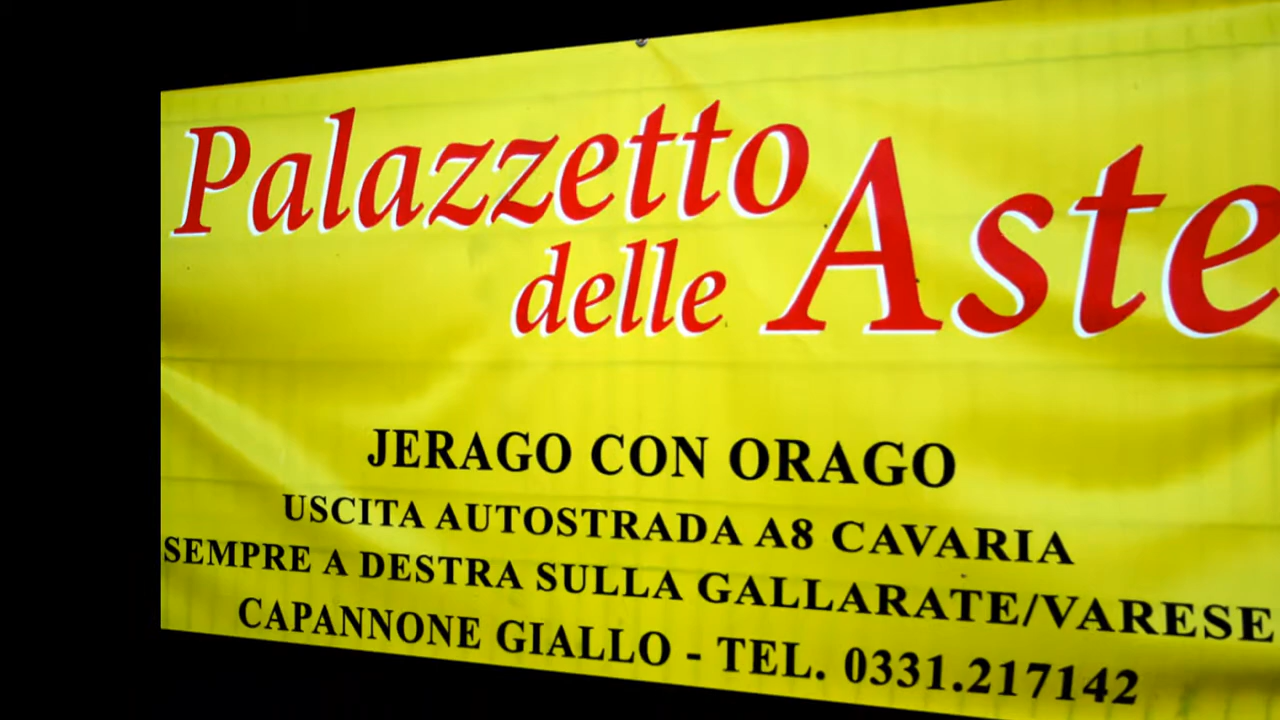 Palazzetto
delle Aste
JERAGO CON ORAGO
USCITA AUTOSTRADA A8 CAVARIA
SEMPRE A DESTRA SULLA GALLARATE/VARESE
CAPANNONE GIALLO - TEL. 0331.217142